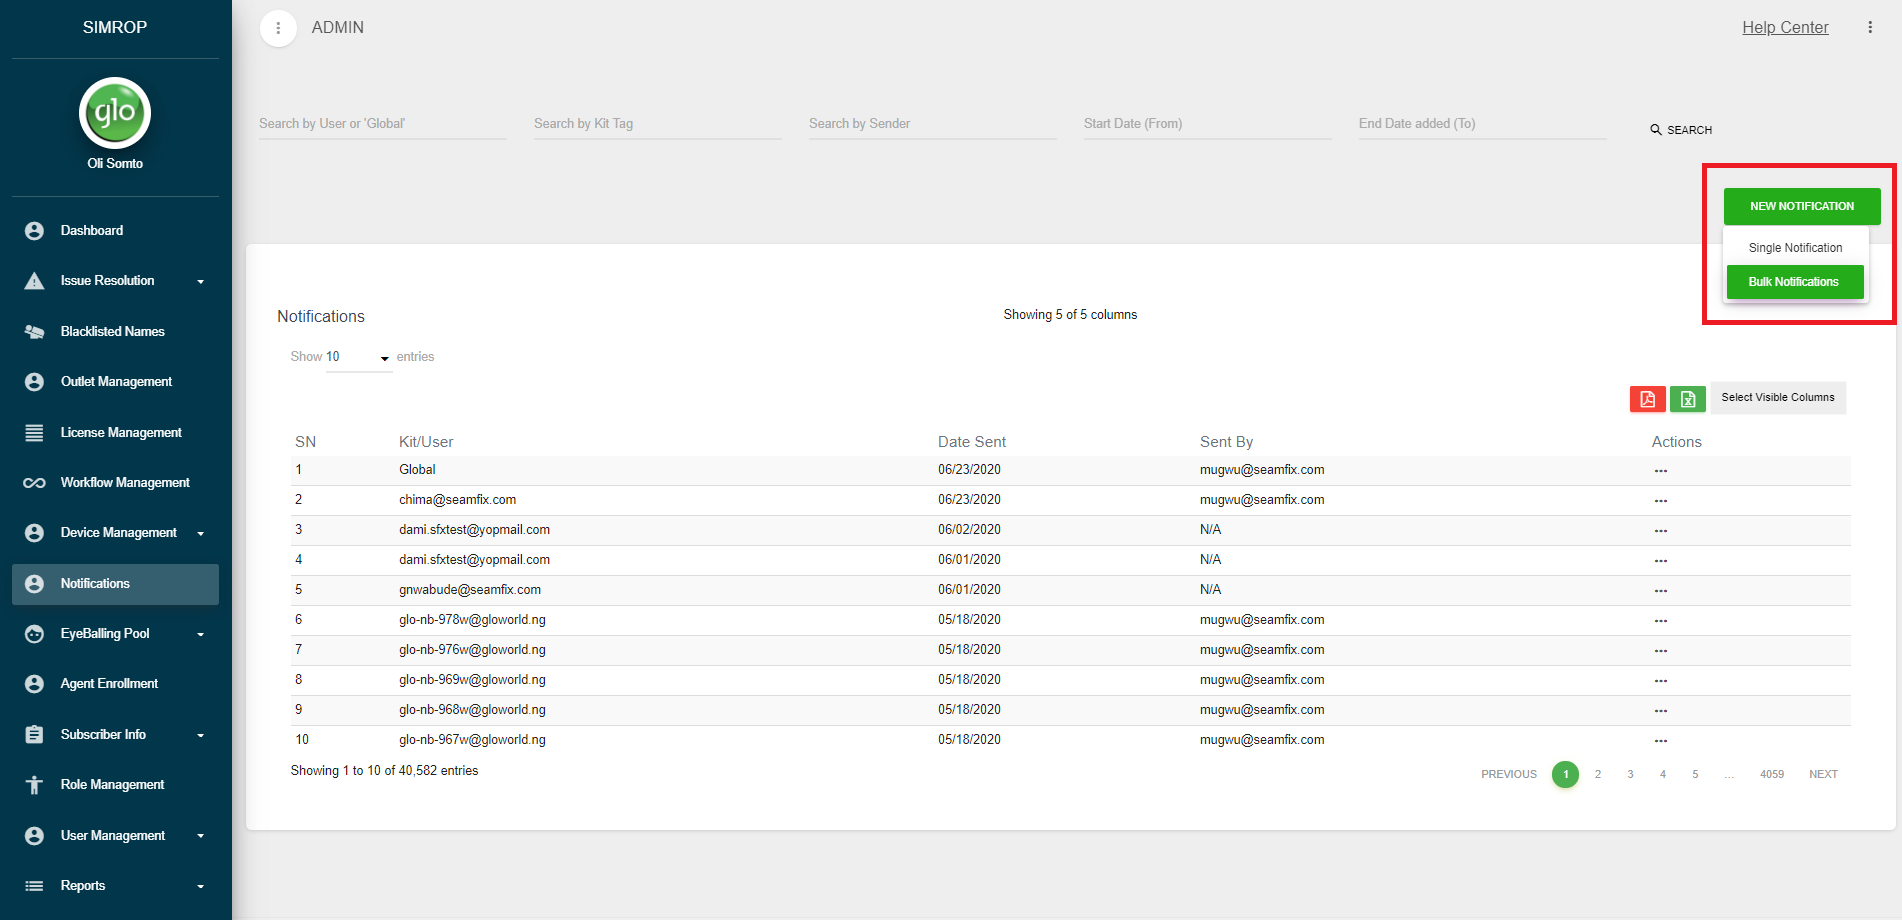 SIMROP
glo
Oli Somto
Dashboard
Issue Resolution
Blacklisted Names
Outlet Management
License Management
Workflow Management
Device Management
Notifications
EyeBalling Pool
Agent Enrollment
Subscriber Info
Role Management
User Management
Reports
ADMIN
Help Center
Search by User or 'Global' Search by Kit Tag Search by Sender Start Date (From) End Date added (To) SEARCH
NEW NOTIFICATION
Single Notification
Bulk Notifications
Notifications
Showing 5 of 5 columns
Show 10 entries
Select Visible Columns
SN Kit/User Date Sent Sent By Actions
1 Global 06/23/2020 mugwu@seamfix.com ...
2 chima@seamfix.com 06/23/2020 mugwu@seamfix.com ...
3 dami.sfxtest@yopmail.com 06/02/2020 N/A ...
4 dami.sfxtest@yopmail.com 06/01/2020 N/A ...
5 gnwabude@seamfix.com 06/01/2020 N/A ...
6 glo-nb-978w@gloworld.ng 05/18/2020 mugwu@seamfix.com ...
7 glo-nb-976w@gloworld.ng 05/18/2020 mugwu@seamfix.com ...
8 glo-nb-969w@gloworld.ng 05/18/2020 mugwu@seamfix.com ...
9 glo-nb-968w@gloworld.ng 05/18/2020 mugwu@seamfix.com ...
10 glo-nb-967w@gloworld.ng 05/18/2020 mugwu@seamfix.com ...
Showing 1 to 10 of 40,582 entries
PREVIOUS 1 2 3 4 5 ... 4059 NEXT